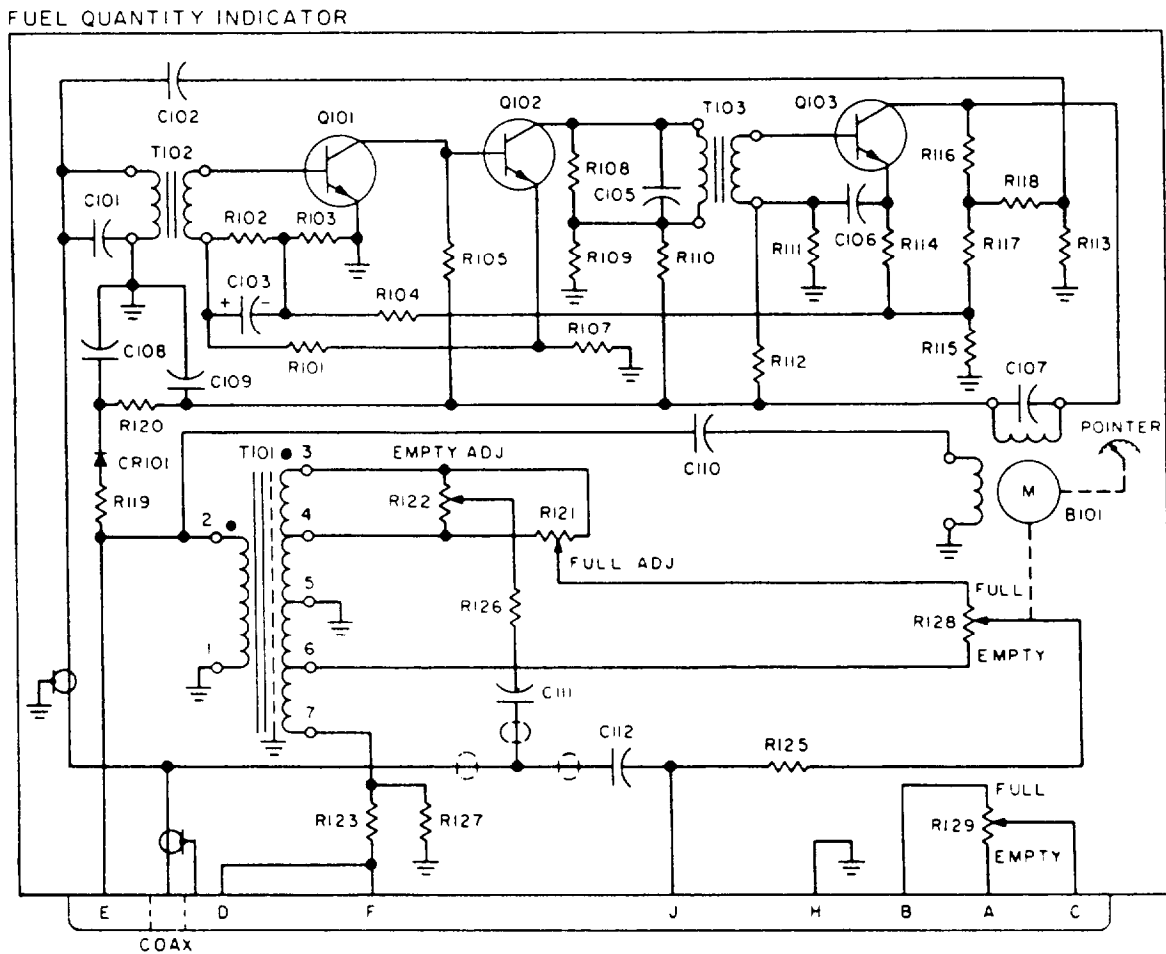 FUEL QUANTITY INDICATOR
C102
Q101
Q102
T103
Q103
T102
R116
R118
C101
R108
C105
R102
R103
R111
C106
R114
R117
R113
R105
R109
R110
C103
+ -
R104
R107
R101
R115
C108
C109
R112
C107
R120
POINTER
CR101
T101
3
EMPTY ADJ
C110
R119
R122
R121
M
B101
2
4
FULL ADJ
5
R126
FULL
R128
1
6
EMPTY
C111
7
C112
R125
R123
R127
FULL
R129
EMPTY
E
D
F
J
H
B
A
C
COAX